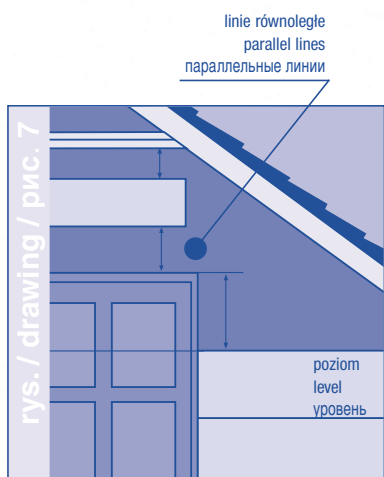 linie równoległe
parallel lines
параллельные линии
rys. / drawing / рис. 7
poziom
level
уровень